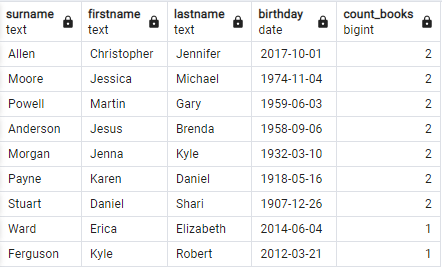 surname firstname lastname birthday count_books
text text text date bigint
Allen Christopher Jennifer 2017-10-01 2
Moore Jessica Michael 1974-11-04 2
Powell Martin Gary 1959-06-03 2
Anderson Jesus Brenda 1958-09-06 2
Morgan Jenna Kyle 1932-03-10 2
Payne Karen Daniel 1918-05-16 2
Stuart Daniel Shari 1907-12-26 2
Ward Erica Elizabeth 2014-06-04 1
Ferguson Kyle Robert 2012-03-21 1